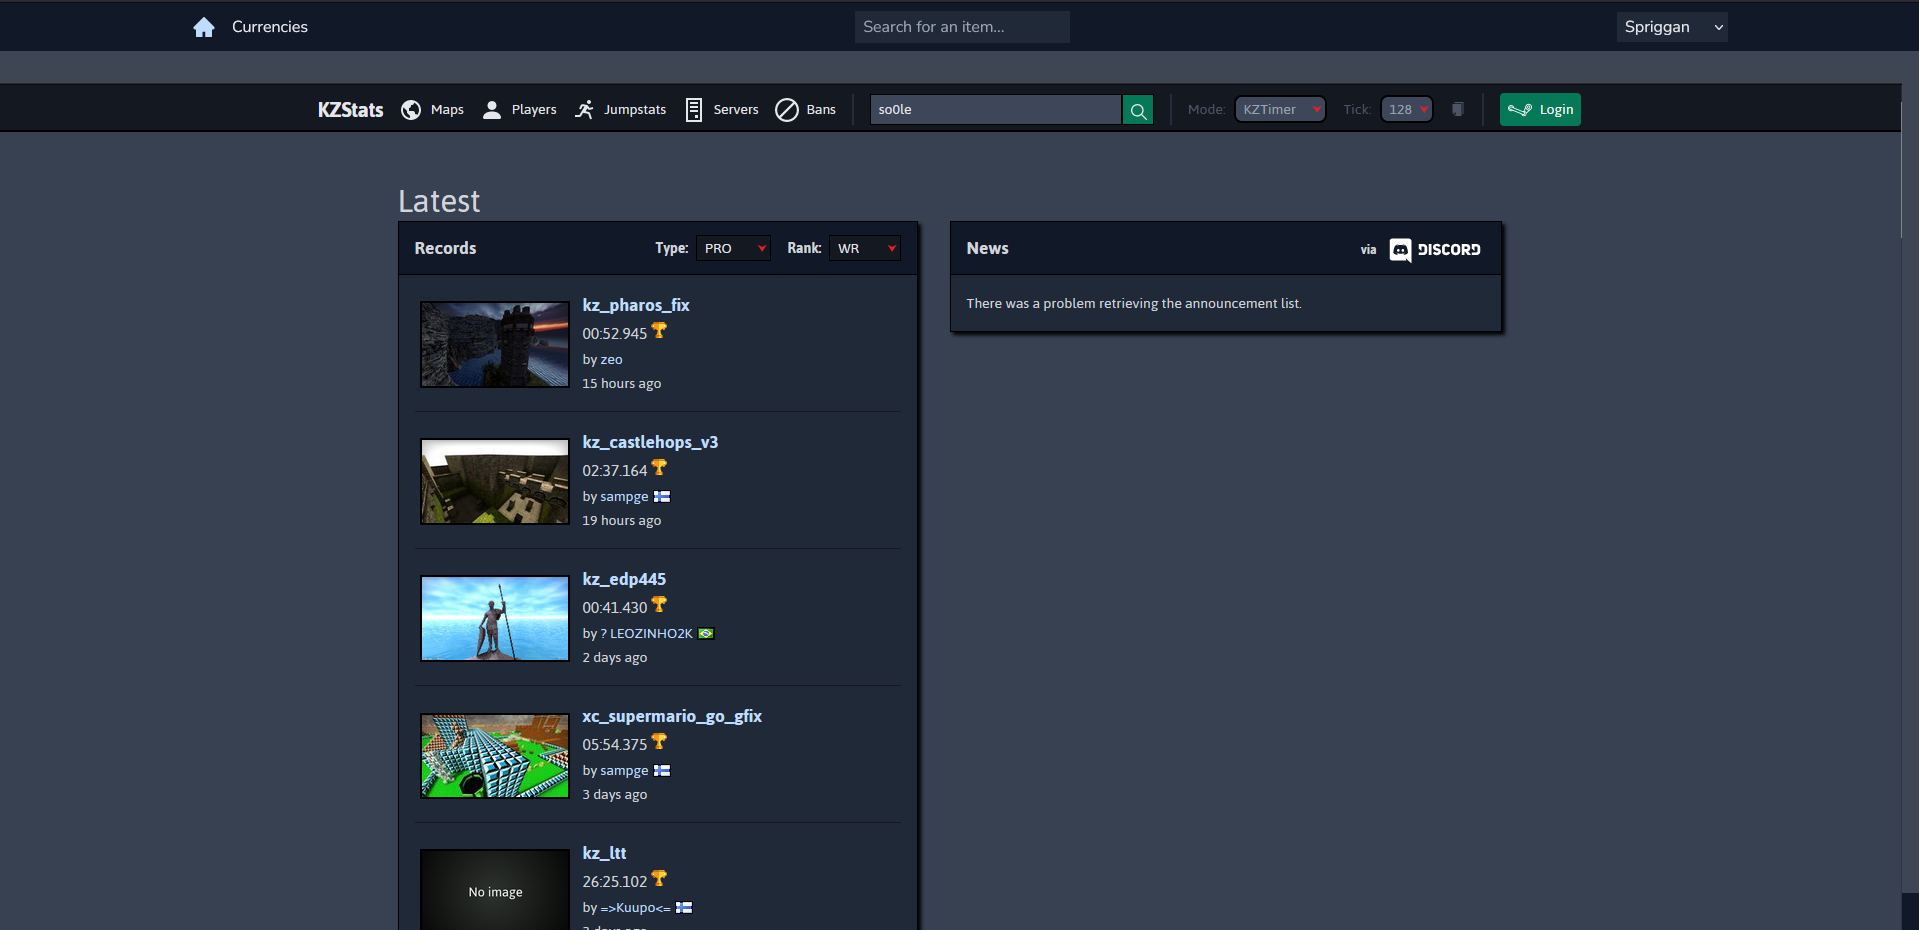 Currencies
Search for an item...
Spriggan
KZStats Maps Players Jumpstats Servers Bans so0le Mode: KZTimer Tick: 128 Login
Latest
Records Type: PRO Rank: WR
kz_pharos_fix
00:52.945
by zeo
15 hours ago
kz_castlehops_v3
02:37.164
by sampge
19 hours ago
kz_edp445
00:41.430
by ? LEOZINHO2K
2 days ago
xc_supermario_go_gfix
05:54.375
by sampge
3 days ago
No image
kz_ltt
26:25.102
by =>Kuupo<=
3 days ago
News via DISCORD
There was a problem retrieving the announcement list.